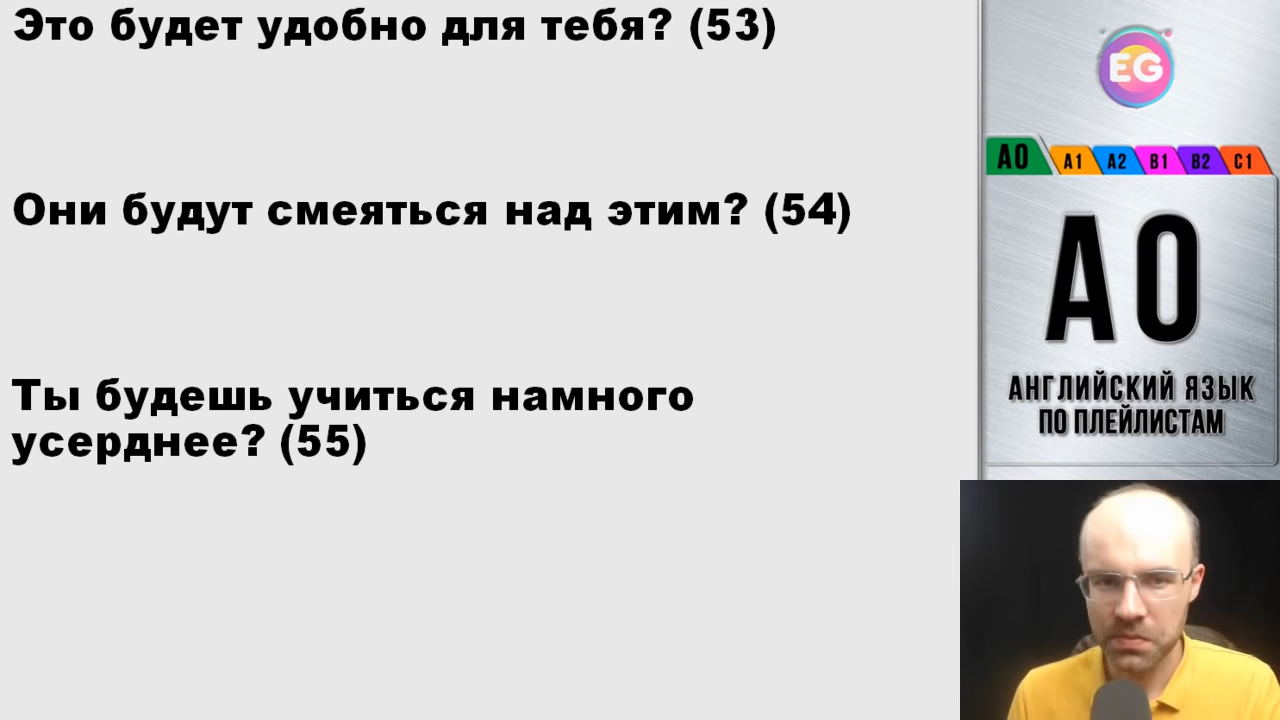 Это будет удобно для тебя? (53)
Они будут смеяться над этим? (54)
Ты будешь учиться намного
усерднее? (55)
EG
A0 A1 A2 B1 B2 C1
A0
АНГЛИЙСКИЙ ЯЗЫК
ПО ПЛЕЙЛИСТАМ